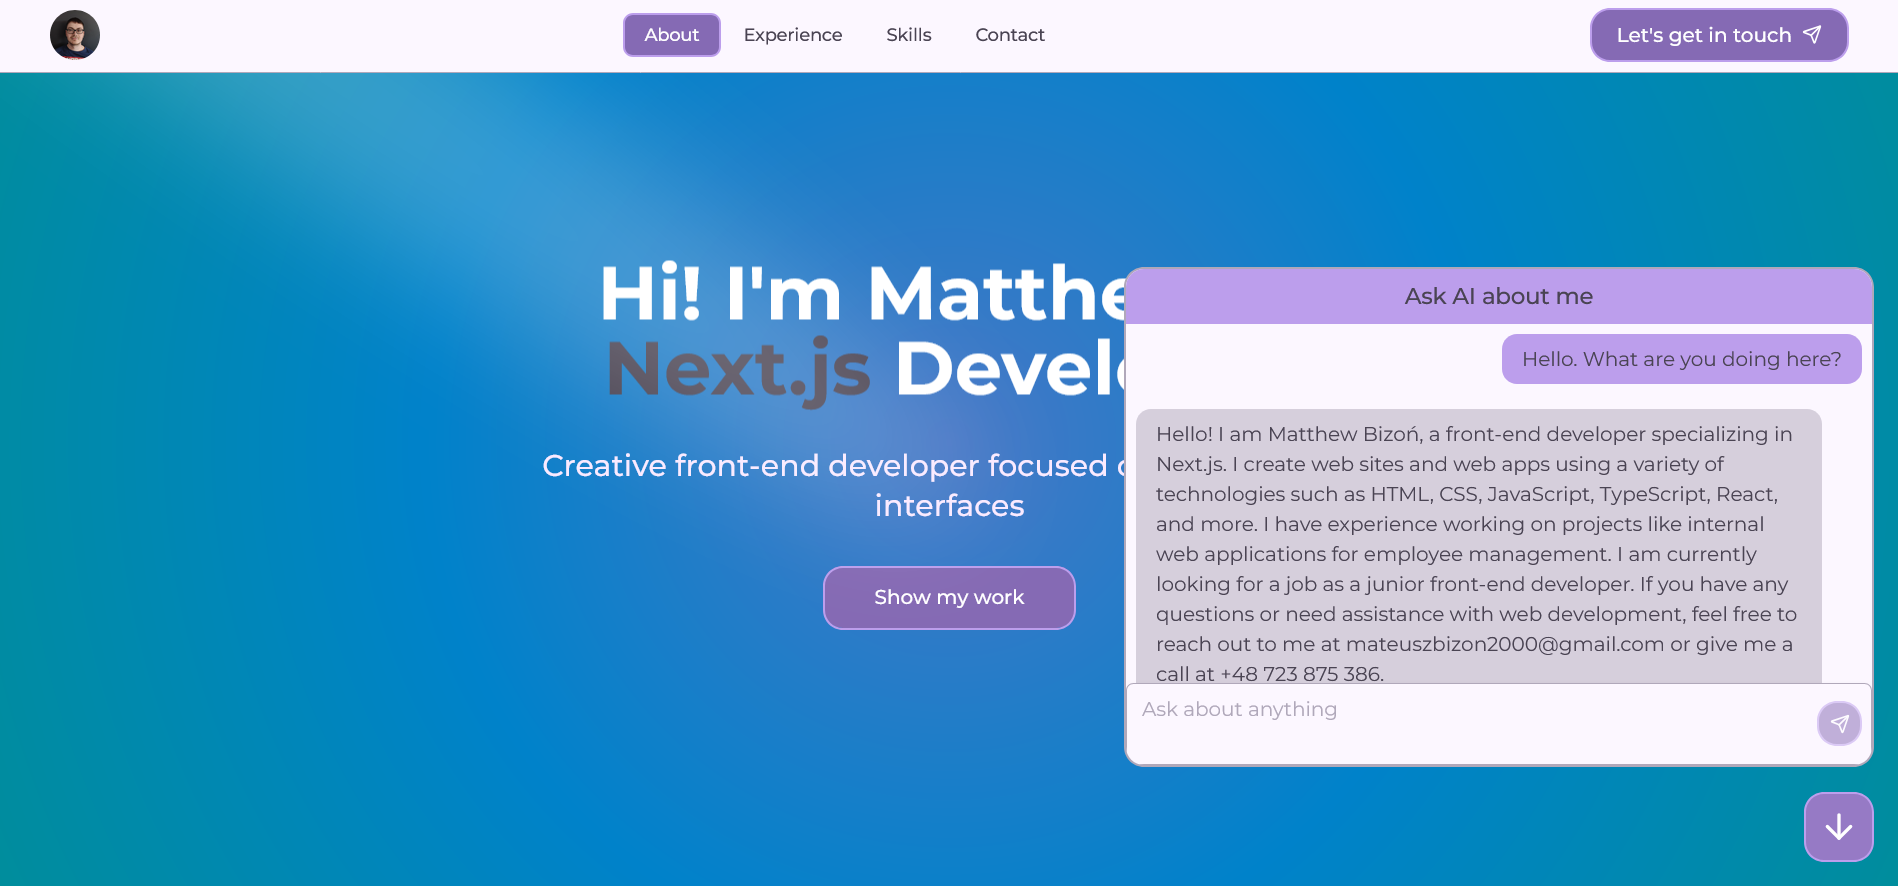 About
Experience
Skills
Contact
Let's get in touch
Hi! I'm Matthe
Next.js Develo
Creative front-end developer focused
interfaces
Show my work
Ask AI about me
Hello. What are you doing here?
Hello! I am Matthew Bizoń, a front-end developer specializing in
Next.js. I create web sites and web apps using a variety of
technologies such as HTML, CSS, JavaScript, TypeScript, React,
and more. I have experience working on projects like internal
web applications for employee management. I am currently
looking for a job as a junior front-end developer. If you have any
questions or need assistance with web development, feel free to
reach out to me at mateuszbizon2000@gmail.com or give me a
call at +48 723 875 386.
Ask about anything